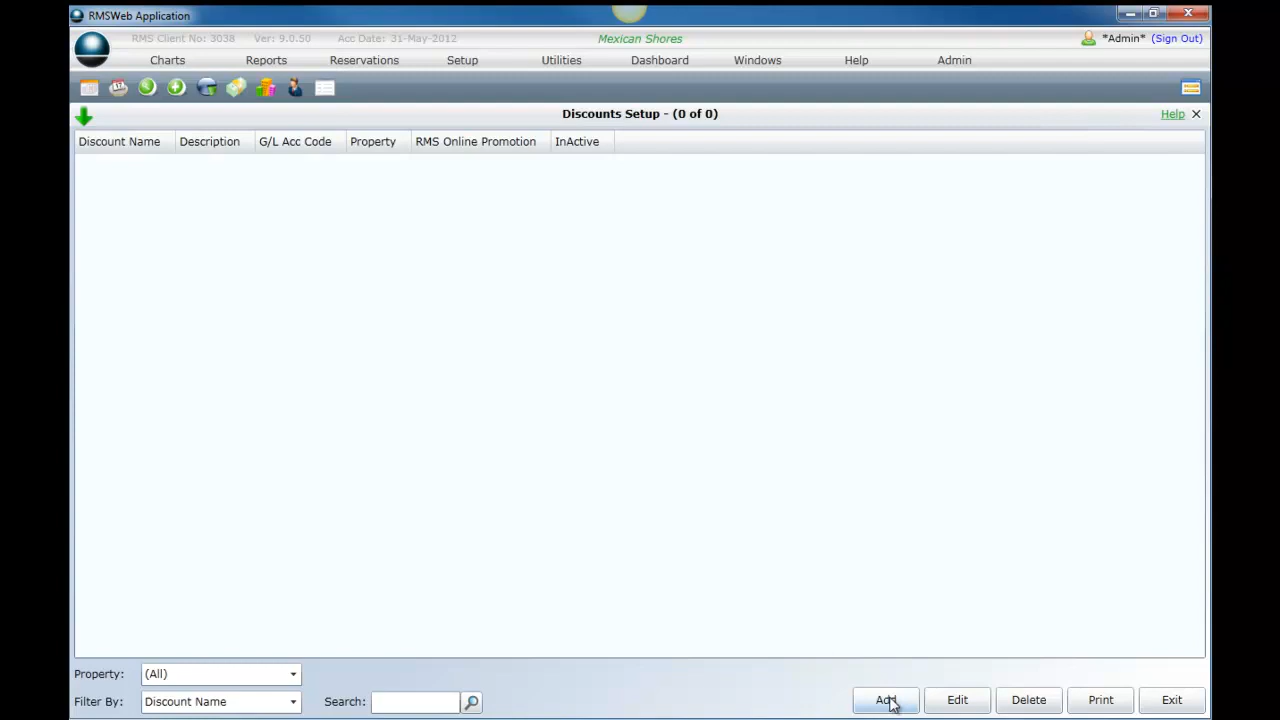 RMSWeb Application
RMS Client No: 3038 Ver: 9.0.50 Acc Date: 31-May-2012 Mexican Shores *Admin* (Sign Out)
Charts Reports Reservations Setup Utilities Dashboard Windows Help Admin
Discounts Setup - (0 of 0) Help
Discount Name Description G/L Acc Code Property RMS Online Promotion InActive
Property: (All)
Filter By: Discount Name Search: Add Edit Delete Print Exit